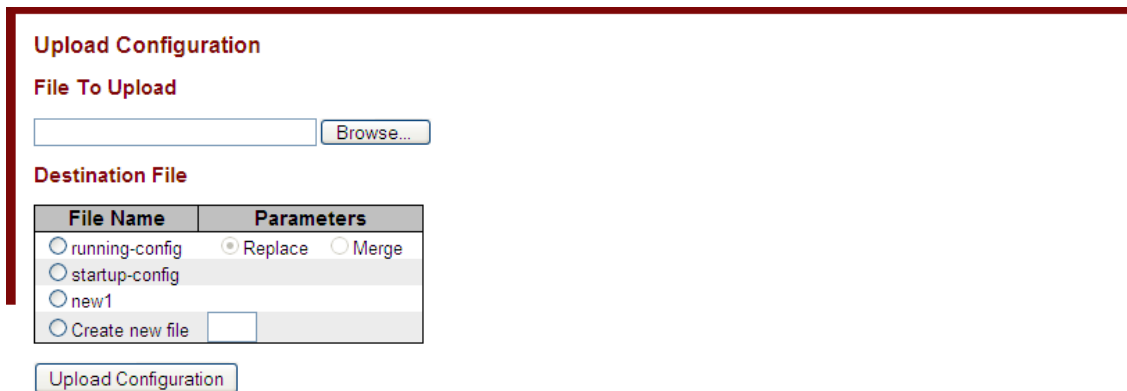 Upload Configuration
File To Upload
Browse...
Destination File
File Name Parameters
running-config Replace Merge
startup-config
new1
Create new file
Upload Configuration